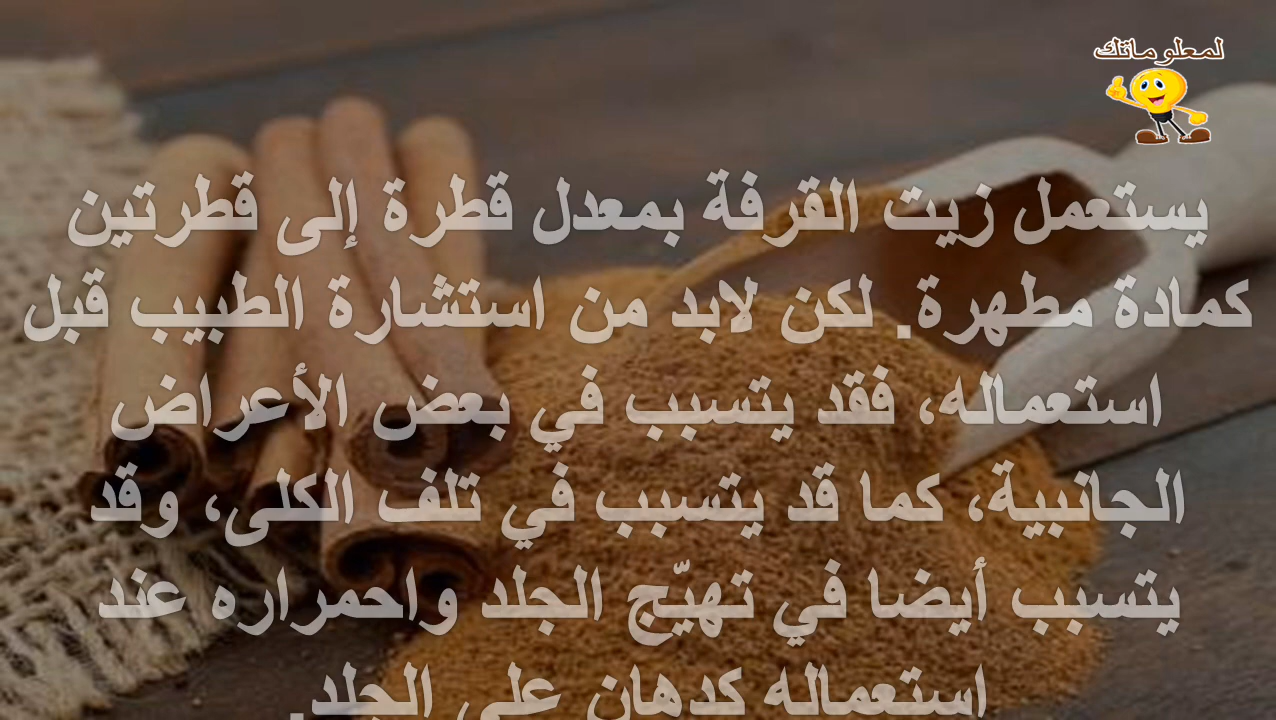 لمعلوماتك
يستعمل زيت القرفة بمعدل قطرة إلى قطرتين
كمادة مطهرة. لكن لابد من استشارة الطبيب قبل
استعماله، فقد يتسبب في بعض الأعراض
الجانبية، كما قد يتسبب في تلف الكلى، وقد
يتسبب أيضا في تهيّج الجلد واحمراره عند
استعماله كدهان على الجلد.